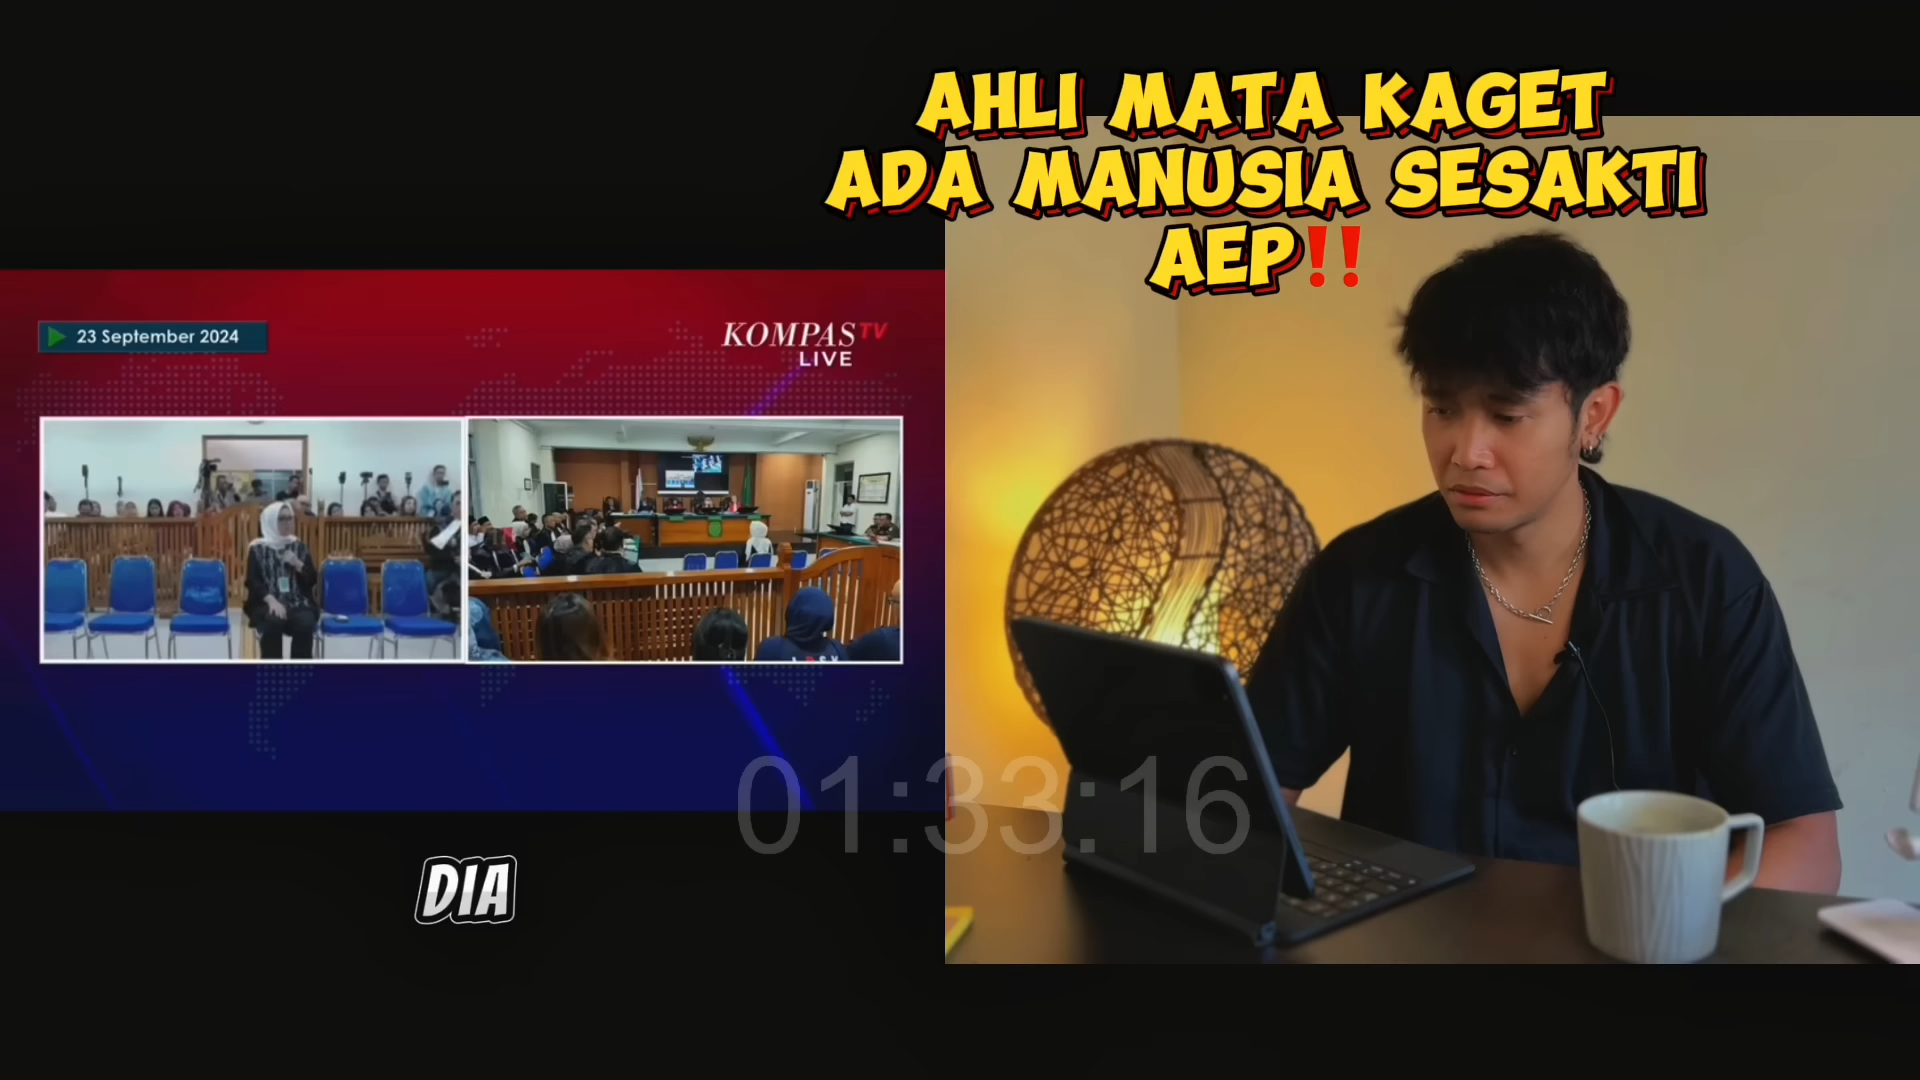 AHLI MATA KAGET
ADA MANUSIA SESAKTI
AEP‼️
23 September 2024
KOMPAS TV
LIVE
01:33:16
DIA